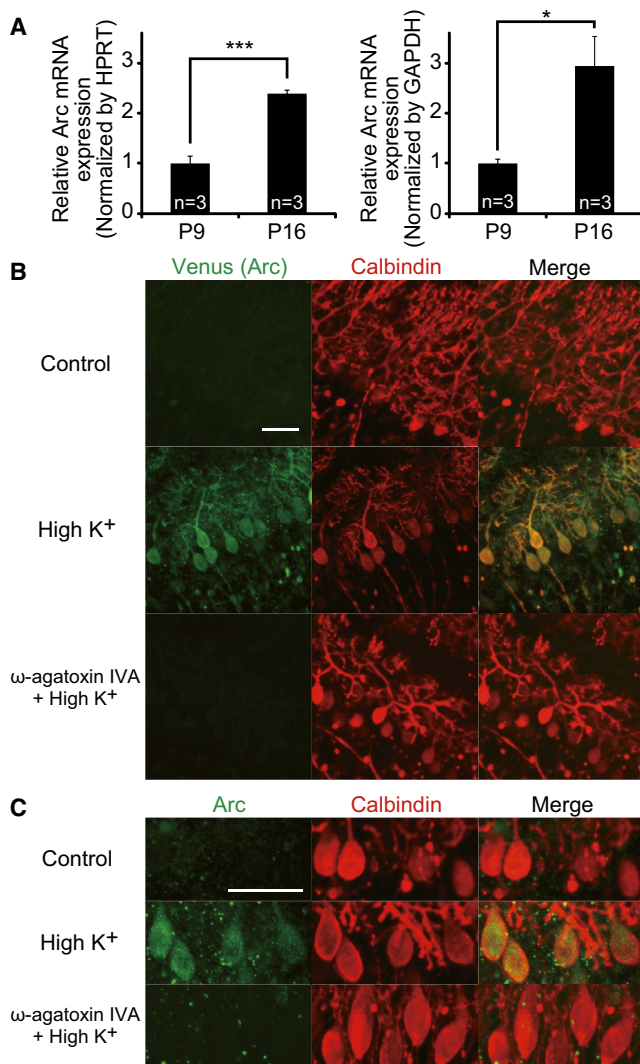 A
Relative Arc mRNA
expression
(Normalized by HPRT)
3
2
1
0
***
n=3
n=3
P9
P16
Relative Arc mRNA
expression
(Normalized by GAPDH)
3
2
1
0
*
n=3
n=3
P9
P16
B
Venus (Arc)
Calbindin
Merge
Control
High K+
ω-agatoxin IVA
+ High K+
C
Arc
Calbindin
Merge
Control
High K+
ω-agatoxin IVA
+ High K+